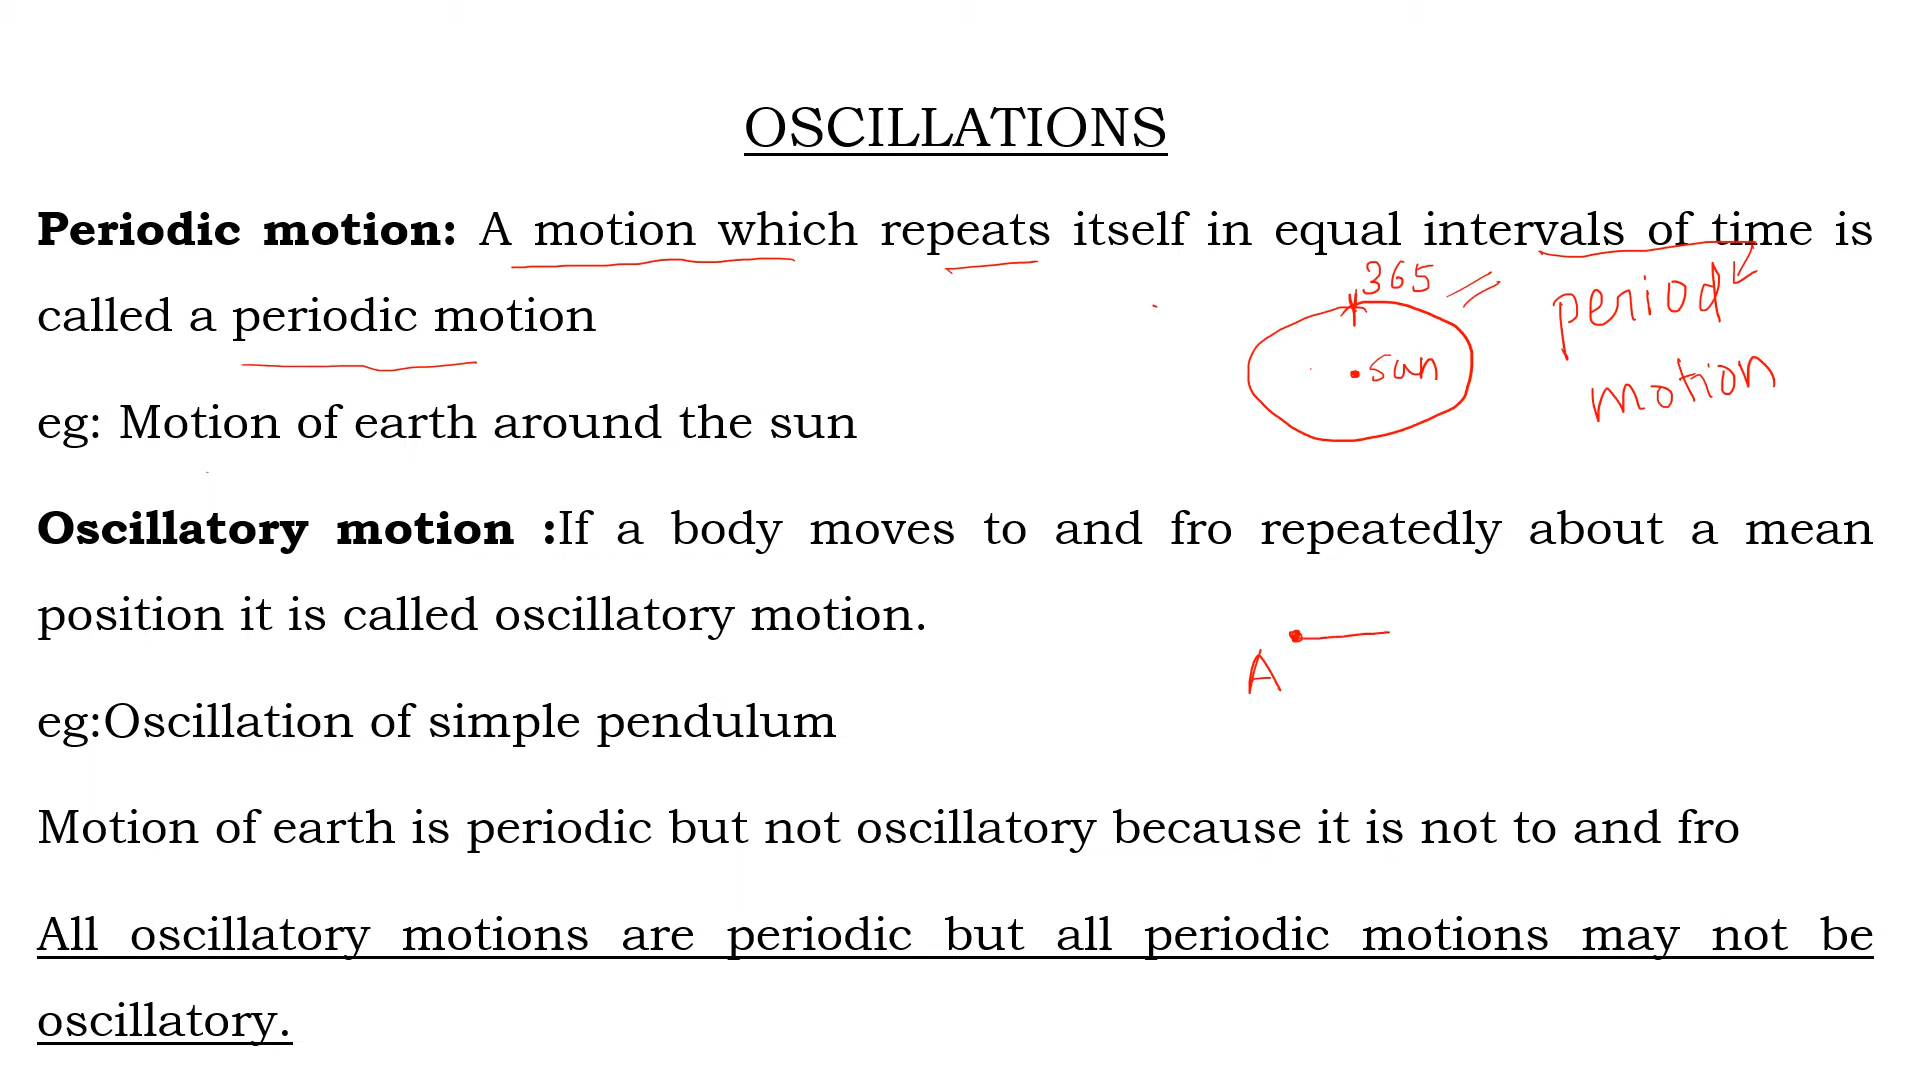 OSCILLATIONS
Periodic motion: A motion which repeats itself in equal intervals of time is
called a periodic motion
365
period
sun
motion
eg: Motion of earth around the sun
Oscillatory motion :If a body moves to and fro repeatedly about a mean
position it is called oscillatory motion.
A
eg:Oscillation of simple pendulum
Motion of earth is periodic but not oscillatory because it is not to and fro
All oscillatory motions are periodic but all periodic motions may not be
oscillatory.